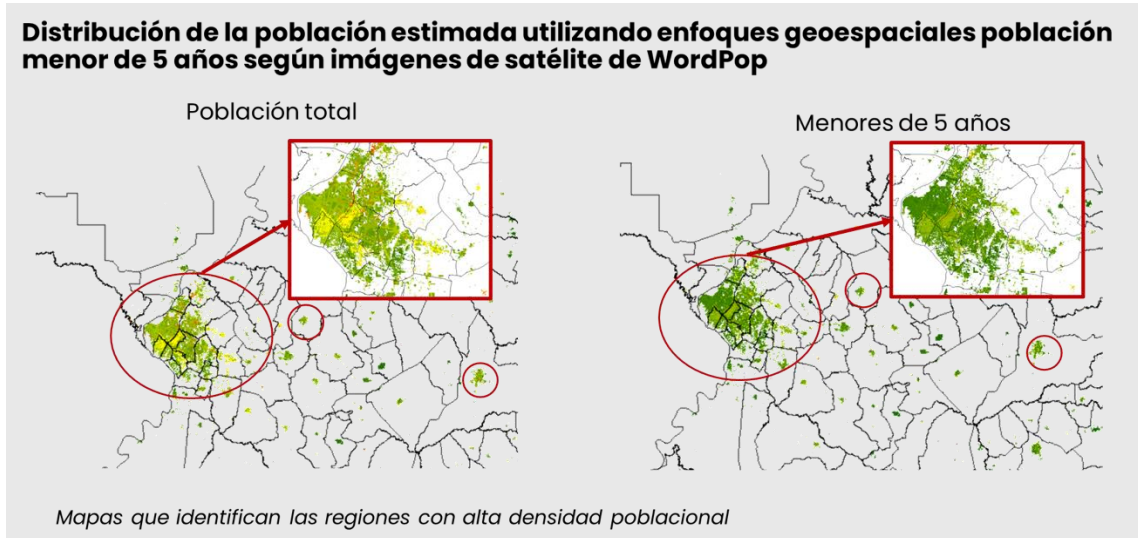 Distribución de la población estimada utilizando enfoques geoespaciales población
menor de 5 años según imágenes de satélite de WordPop
Población total
Menores de 5 años
Mapas que identifican las regiones con alta densidad poblacional